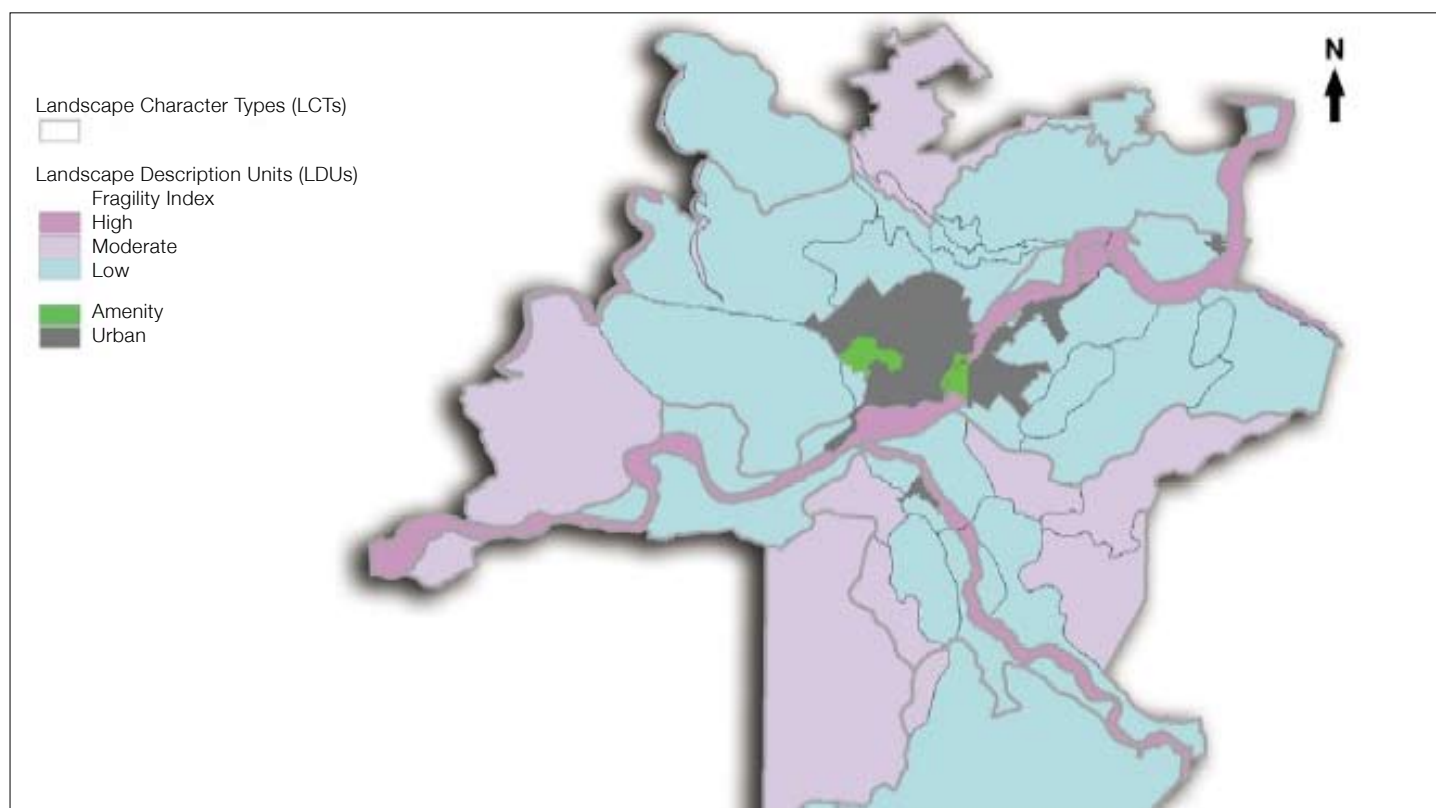 Landscape Character Types (LCTs)
Landscape Description Units (LDUs)
Fragility Index
High
Moderate
Low
Amenity
Urban
N